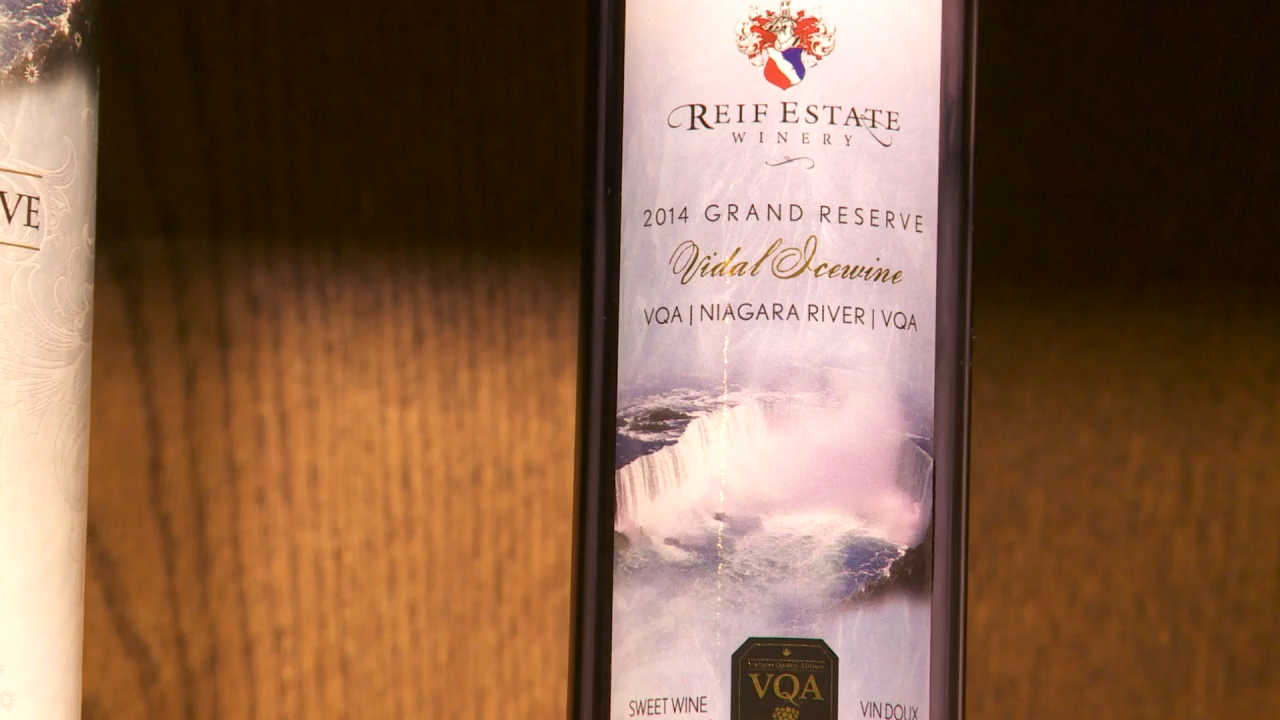 VE
REIF ESTATE
WINERY
2014 GRAND RESERVE
Vidal Icewine
VQA | NIAGARA RIVER | VQA
VQA
SWEET WINE
VIN DOUX